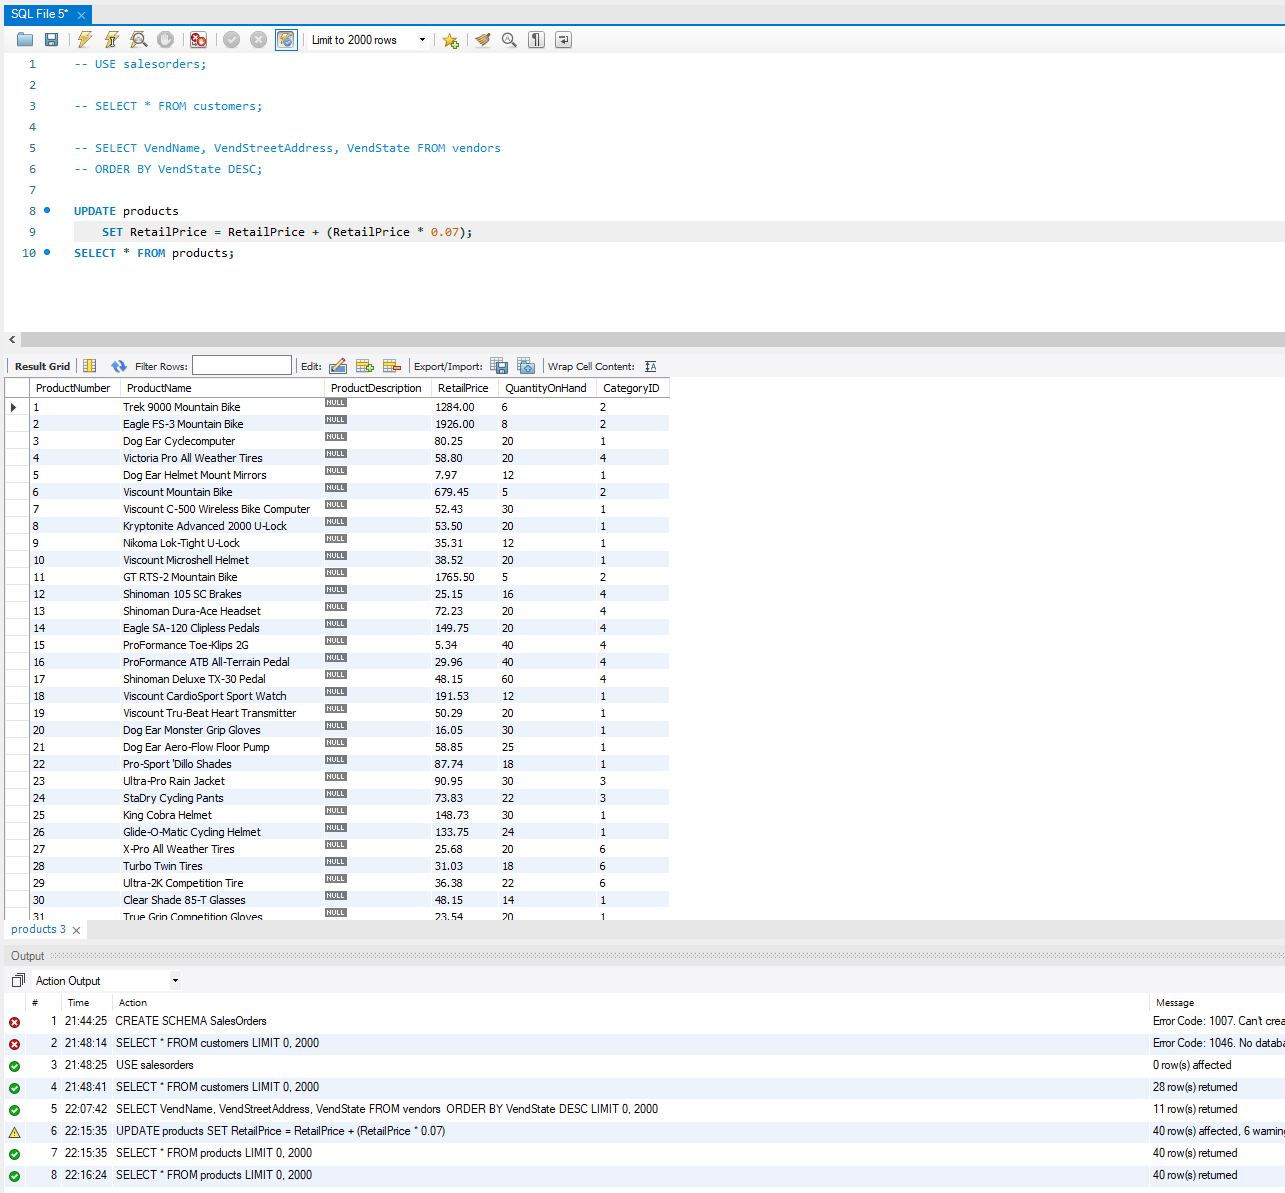 SQL File 5*
Limit to 2000 rows
1 -- USE salesorders;
2
3 -- SELECT * FROM customers;
4
5 -- SELECT VendName, VendStreetAddress, VendState FROM vendors
6 -- ORDER BY VendState DESC;
7
8 UPDATE products
9 SET RetailPrice = RetailPrice + (RetailPrice * 0.07);
10 SELECT * FROM products;
Result Grid Filter Rows: Edit: Export/Import: Wrap Cell Content:
ProductNumber ProductName ProductDescription RetailPrice QuantityOnHand CategoryID
1 Trek 9000 Mountain Bike NULL 1284.00 6 2
2 Eagle FS-3 Mountain Bike NULL 1926.00 8 2
3 Dog Ear Cyclecomputer NULL 80.25 20 1
4 Victoria Pro All Weather Tires NULL 58.80 20 4
5 Dog Ear Helmet Mount Mirrors NULL 7.97 12 1
6 Viscount Mountain Bike NULL 679.45 5 2
7 Viscount C-500 Wireless Bike Computer NULL 52.43 30 1
8 Kryptonite Advanced 2000 U-Lock NULL 53.50 20 1
9 Nikoma Lok-Tight U-Lock NULL 35.31 12 1
10 Viscount Microshell Helmet NULL 38.52 20 1
11 GT RTS-2 Mountain Bike NULL 1765.50 5 2
12 Shinoman 105 SC Brakes NULL 25.15 16 4
13 Shinoman Dura-Ace Headset NULL 72.23 20 4
14 Eagle SA-120 Clipless Pedals NULL 149.75 20 4
15 ProFormance Toe-Klips 2G NULL 5.34 40 4
16 ProFormance ATB All-Terrain Pedal NULL 29.96 40 4
17 Shinoman Deluxe TX-30 Pedal NULL 48.15 60 4
18 Viscount CardioSport Sport Watch NULL 191.53 12 1
19 Viscount Tru-Beat Heart Transmitter NULL 50.29 20 1
20 Dog Ear Monster Grip Gloves NULL 16.05 30 1
21 Dog Ear Aero-Flow Floor Pump NULL 58.85 25 1
22 Pro-Sport 'Dillo Shades NULL 87.74 18 1
23 Ultra-Pro Rain Jacket NULL 90.95 30 3
24 StaDry Cycling Pants NULL 73.83 22 3
25 King Cobra Helmet NULL 148.73 30 1
26 Glide-O-Matic Cycling Helmet NULL 133.75 24 1
27 X-Pro All Weather Tires NULL 25.68 20 6
28 Turbo Twin Tires NULL 31.03 18 6
29 Ultra-2K Competition Tire NULL 36.38 22 6
30 Clear Shade 85-T Glasses NULL 48.15 14 1
31 True Grip Competition Gloves NULL 23.54 20 1
products 3
Output
Action Output
# Time Action Message
1 21:44:25 CREATE SCHEMA SalesOrders Error Code: 1007. Can't crea
2 21:48:14 SELECT * FROM customers LIMIT 0, 2000 Error Code: 1046. No databa
3 21:48:25 USE salesorders 0 row(s) affected
4 21:48:41 SELECT * FROM customers LIMIT 0, 2000 28 row(s) returned
5 22:07:42 SELECT VendName, VendStreetAddress, VendState FROM vendors ORDER BY VendState DESC LIMIT 0, 2000 11 row(s) returned
6 22:15:35 UPDATE products SET RetailPrice = RetailPrice + (RetailPrice * 0.07) 40 row(s) affected, 6 warnin
7 22:15:35 SELECT * FROM products LIMIT 0, 2000 40 row(s) returned
8 22:16:24 SELECT * FROM products LIMIT 0, 2000 40 row(s) returned